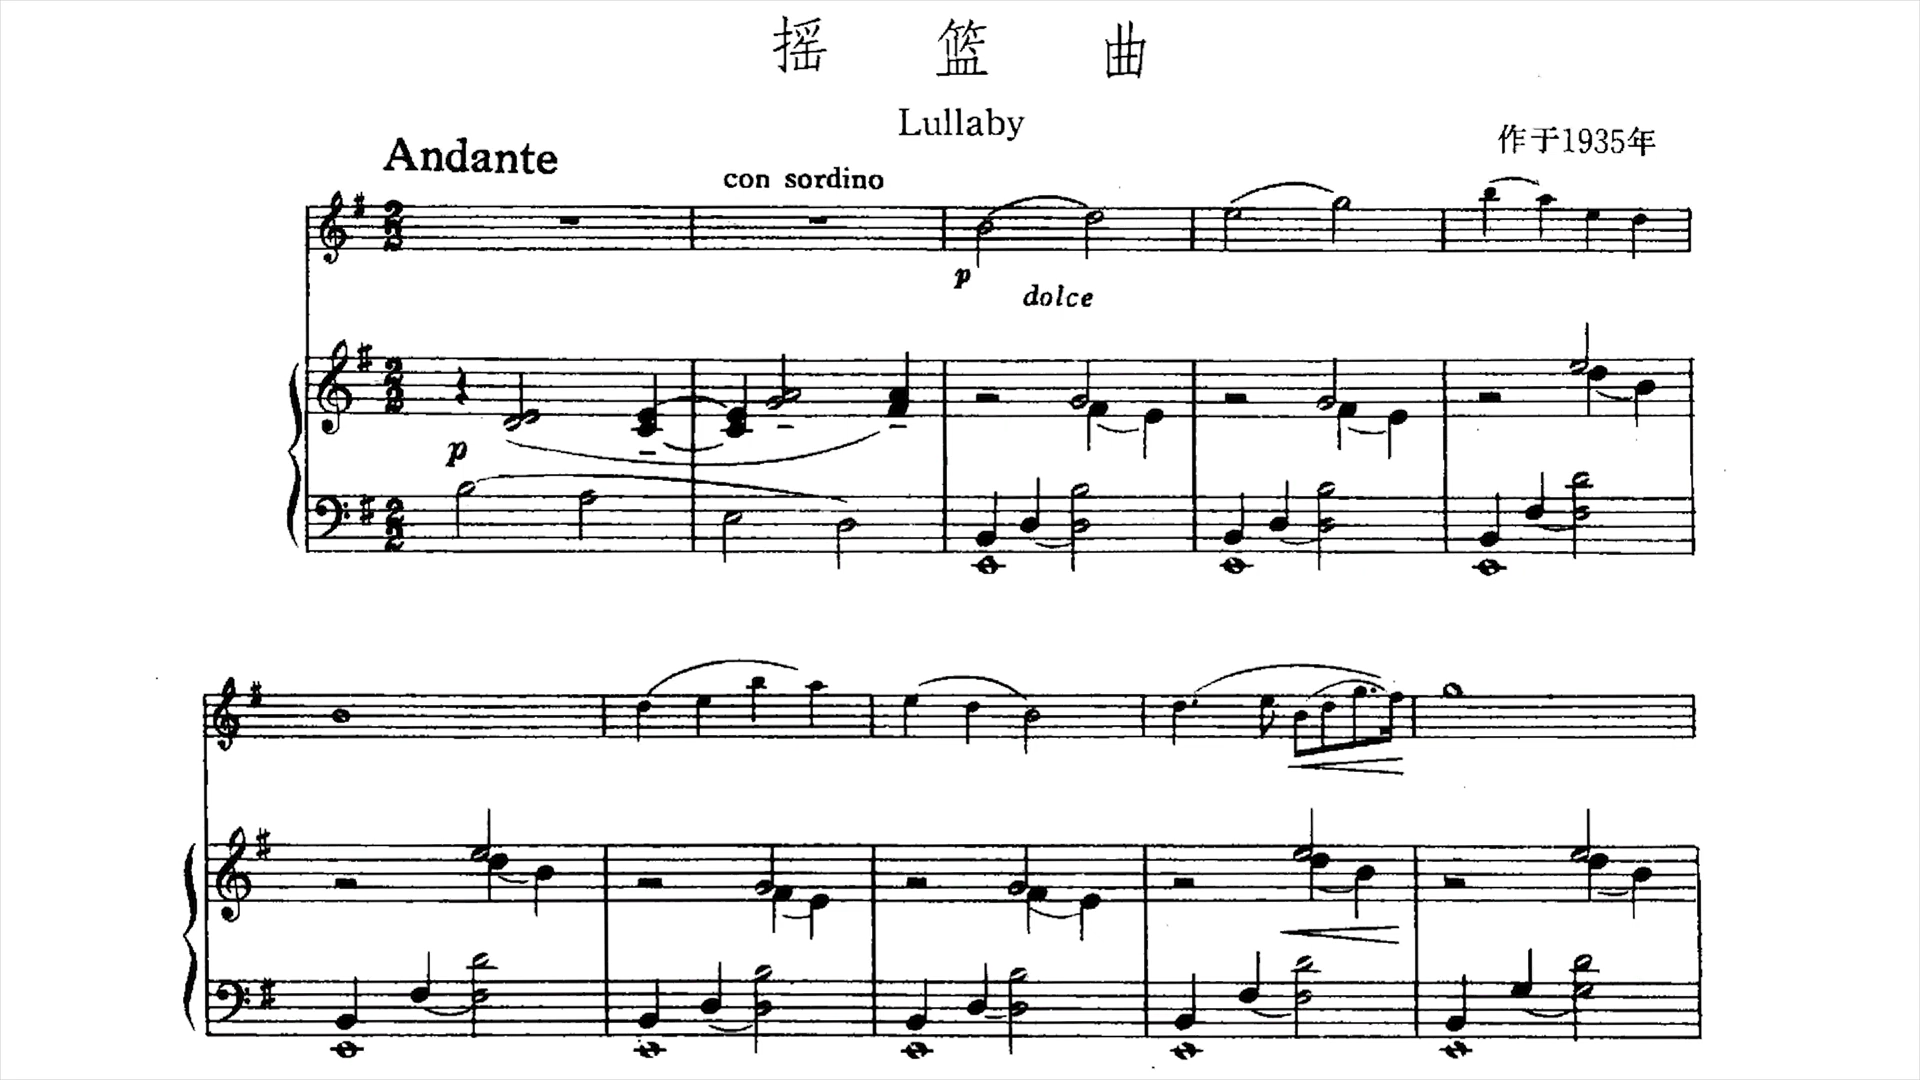 摇篮曲
Lullaby
作于1935年
Andante
con sordino
p
dolce
p